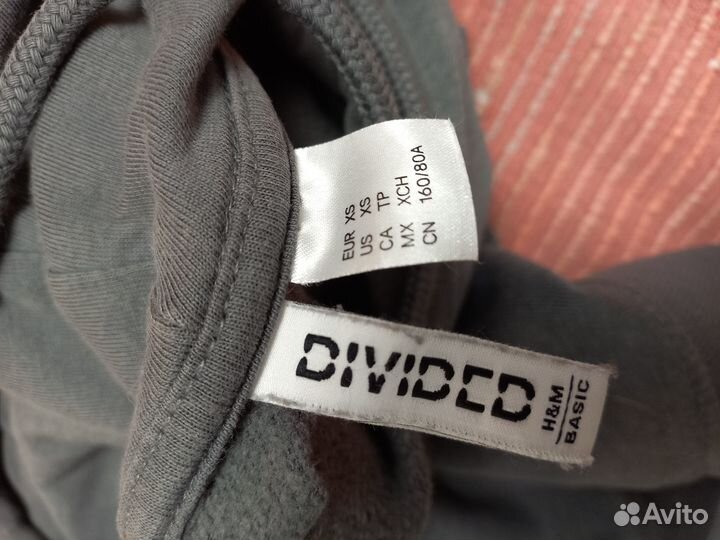 EUR XS
US XS
CA TP
MX XCH
CN 160/80A
DIVIDED
H&M
BASIC
Avito